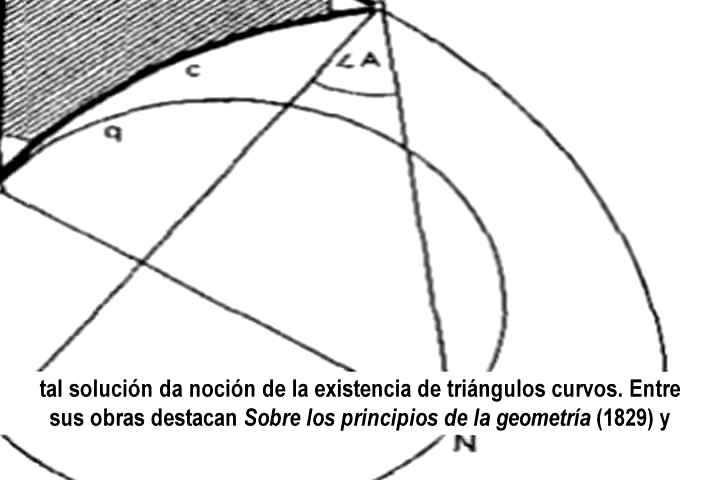 ∠A
c
q
tal solución da noción de la existencia de triángulos curvos. Entre
sus obras destacan Sobre los principios de la geometría (1829) y
N